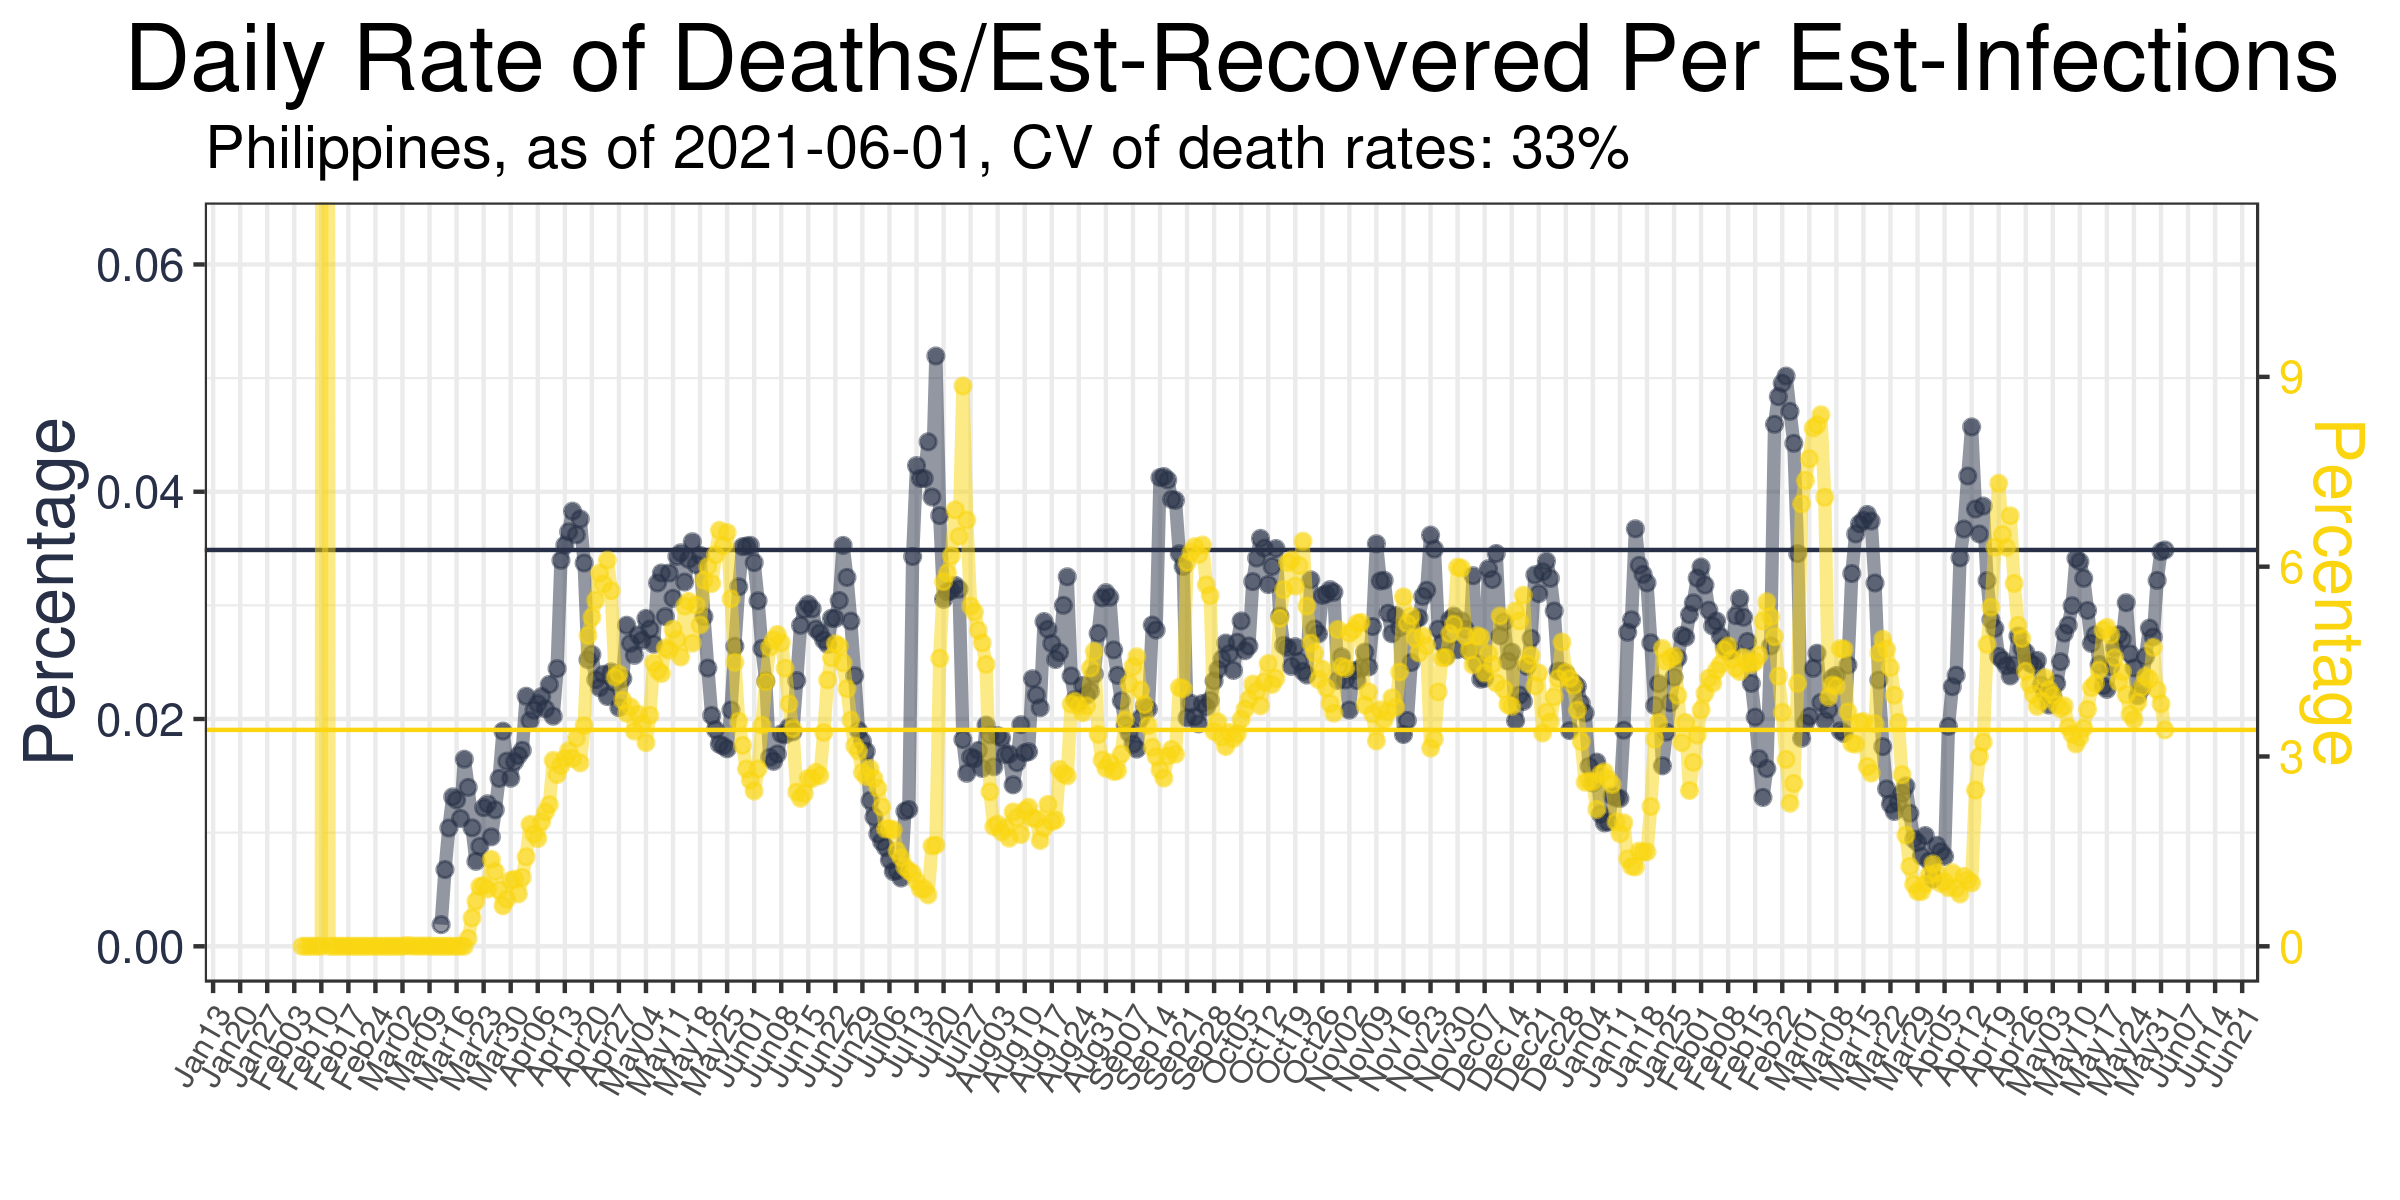 Daily Rate of Deaths/Est-Recovered Per Est-Infections
Philippines, as of 2021-06-01, CV of death rates: 33%
Percentage
0.06
0.04
0.02
0.00
9
6
3
0
Percentage
Jan13
Jan20
Jan27
Feb03
Feb10
Feb17
Feb24
Mar02
Mar09
Mar16
Mar23
Mar30
Apr06
Apr13
Apr20
Apr27
May04
May11
May18
May25
Jun01
Jun08
Jun15
Jun22
Jun29
Jul06
Jul13
Jul20
Jul27
Aug03
Aug10
Aug17
Aug24
Aug31
Sep07
Sep14
Sep21
Sep28
Oct05
Oct12
Oct19
Oct26
Nov02
Nov09
Nov16
Nov23
Nov30
Dec07
Dec14
Dec21
Dec28
Jan04
Jan11
Jan18
Jan25
Feb01
Feb08
Feb15
Feb22
Mar01
Mar08
Mar15
Mar22
Mar29
Apr05
Apr12
Apr19
Apr26
May03
May10
May17
May24
May31
Jun07
Jun14
Jun21